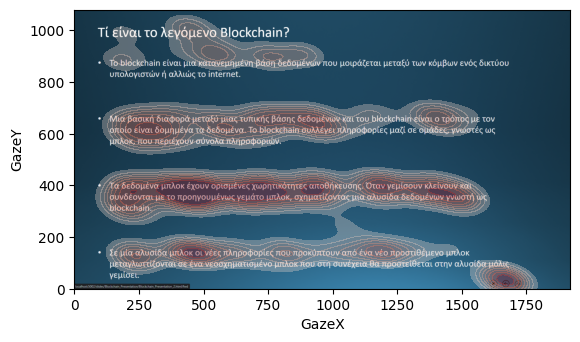 Τί είναι το λεγόμενο Blockchain?
• Το blockchain είναι μια κατανεμημένη βάση δεδομένων που μοιράζεται μεταξύ των κόμβων ενός δικτύου
υπολογιστών ή αλλιώς το internet.
• Μια βασική διαφορά μεταξύ μιας τυπικής βάσης δεδομένων και του blockchain είναι ο τρόπος με τον
οποίο είναι δομημένα τα δεδομένα. Το blockchain συλλέγει πληροφορίες μαζί σε ομάδες, γνωστές ως
μπλοκ, που περιέχουν σύνολα πληροφοριών.
• Τα δεδομένα μπλοκ έχουν ορισμένες χωρητικότητες αποθήκευσης. Όταν γεμίσουν κλείνουν και
συνδέονται με το προηγουμένως γεμάτο μπλοκ, σχηματίζοντας μια αλυσίδα δεδομένων γνωστή ως
blockchain.
• Σε μία αλυσίδα μπλοκ οι νέες πληροφορίες που προκύπτουν από ένα νέο προστιθέμενο μπλοκ
μεταγλωττίζονται σε ένα νεοσχηματισμένο μπλοκ που στη συνέχεια θα προστεθεί στην αλυσίδα μόλις
γεμίσει.
GazeY
1000
800
600
400
200
0
0 250 500 750 1000 1250 1500 1750
GazeX